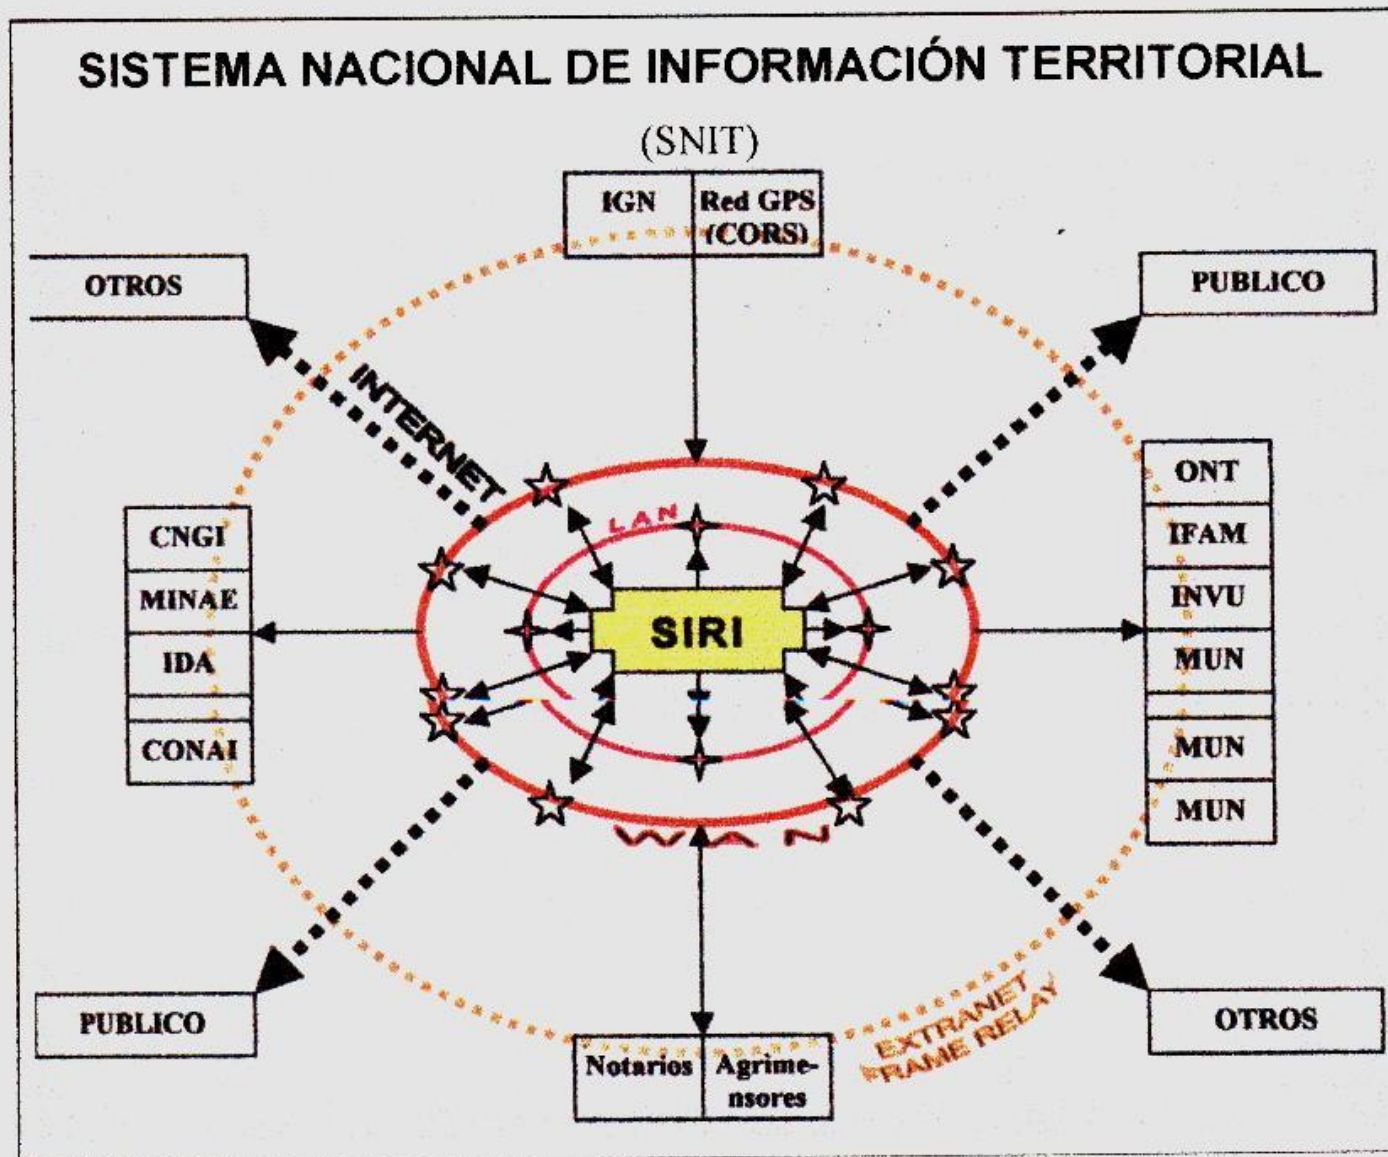 SISTEMA NACIONAL DE INFORMACIÓN TERRITORIAL
(SNIT)
IGN
Red GPS
(CORS)
OTROS
PUBLICO
INTERNET
LAN
ONT
IFAM
INVU
MUN
MUN
MUN
CNGI
MINAE
IDA
CONAI
SIRI
WAN
PUBLICO
OTROS
EXTRANET
FRAME RELAY
Notarios
Agrime-
nsores